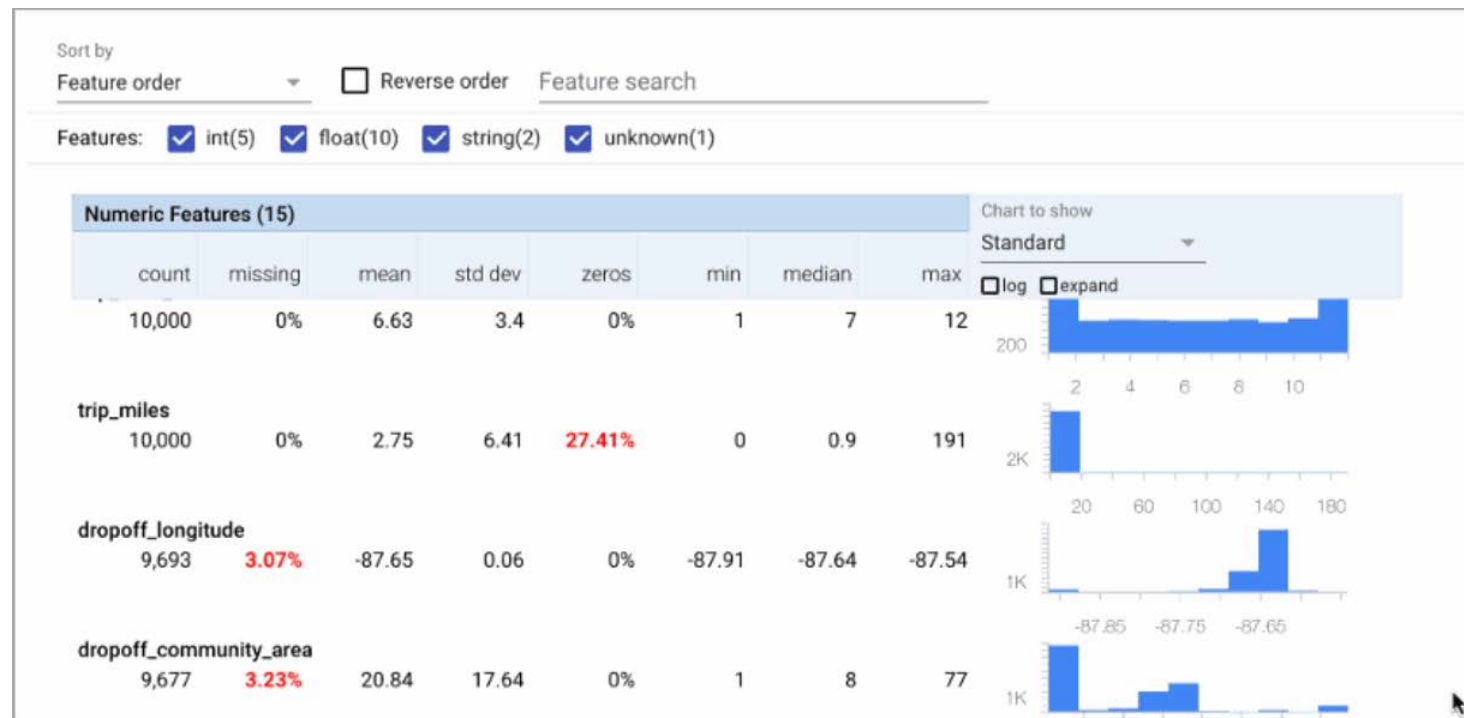 Sort by
Feature order Reverse order Feature search
Features: int(5) float(10) string(2) unknown(1)
Numeric Features (15) Chart to show
Standard
count missing mean std dev zeros min median max
log expand
10,000 0% 6.63 3.4 0% 1 7 12
200
2 4 6 8 10
trip_miles
10,000 0% 2.75 6.41 27.41% 0 0.9 191
2K
20 60 100 140 180
dropoff_longitude
9,693 3.07% -87.65 0.06 0% -87.91 -87.64 -87.54
1K
-87.85 -87.75 -87.65
dropoff_community_area
9,677 3.23% 20.84 17.64 0% 1 8 77
1K